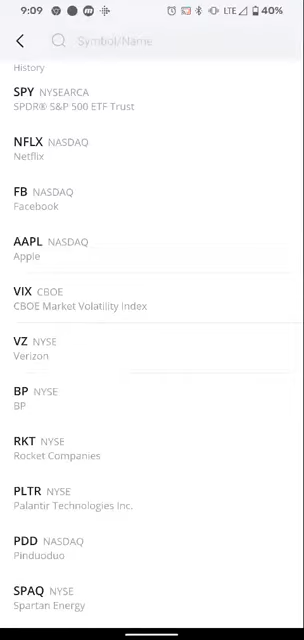 9:09 LTE 40%
Symbol/Name
History
SPY NYSEARCA
SPDR® S&P 500 ETF Trust
NFLX NASDAQ
Netflix
FB NASDAQ
Facebook
AAPL NASDAQ
Apple
VIX CBOE
CBOE Market Volatility Index
VZ NYSE
Verizon
BP NYSE
BP
RKT NYSE
Rocket Companies
PLTR NYSE
Palantir Technologies Inc.
PDD NASDAQ
Pinduoduo
SPAQ NYSE
Spartan Energy